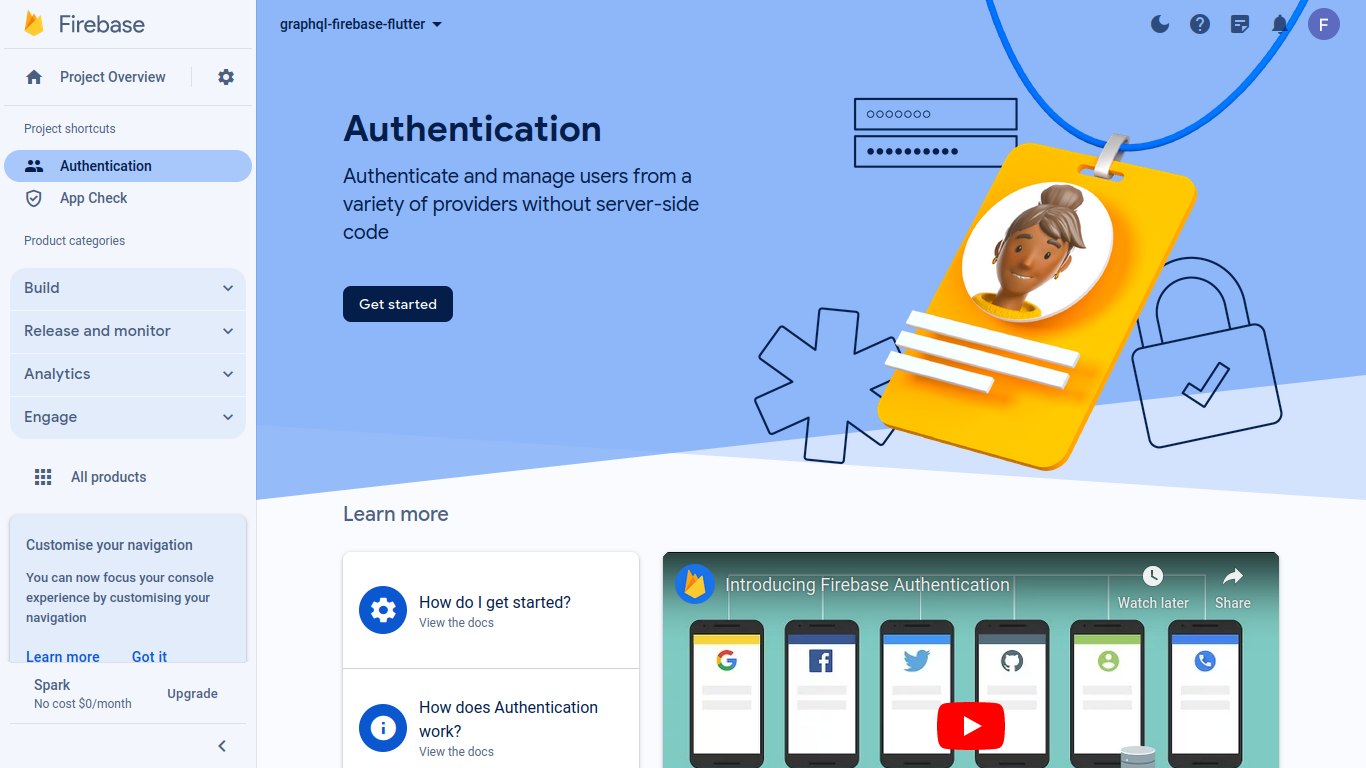 Firebase
graphql-firebase-flutter
F
Project Overview
Project shortcuts
Authentication
App Check
Product categories
Build
Release and monitor
Analytics
Engage
All products
Customise your navigation
You can now focus your console
experience by customising your
navigation
Learn more Got it
Spark
No cost $0/month
Upgrade
Authentication
Authenticate and manage users from a
variety of providers without server-side
code
Get started
Learn more
How do I get started?
View the docs
How does Authentication
work?
View the docs
Introducing Firebase Authentication
Watch later
Share